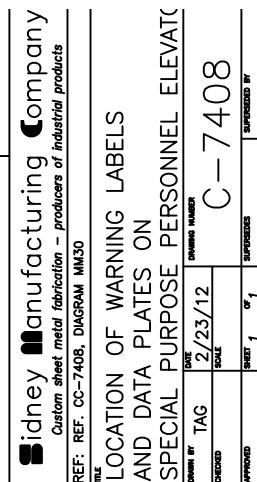 Sidney Manufacturing Company
Custom sheet metal fabrication – producers of industrial products
REF: REF. CC-7408, DIAGRAM MM30
TITLE
LOCATION OF WARNING LABELS
AND DATA PLATES ON
SPECIAL PURPOSE PERSONNEL ELEVATO
DRAWN BY
TAG
DATE
2/23/12
DRAWING NUMBER
C-7408
CHECKED
SCALE
APPROVED
SHEET 1 OF 1
SUPERSEDES
SUPERSEDED BY